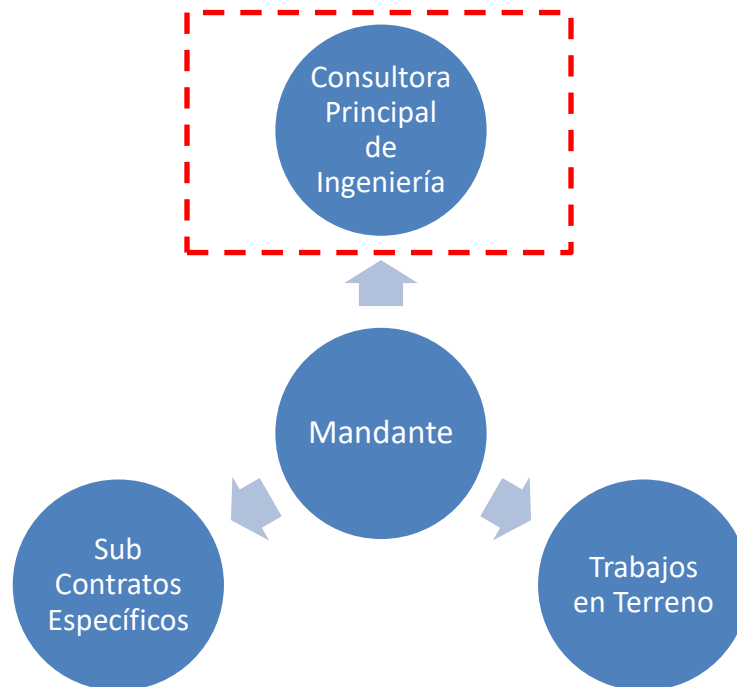 Consultora
Principal
de
Ingeniería
Mandante
Sub
Contratos
Específicos
Trabajos
en Terreno